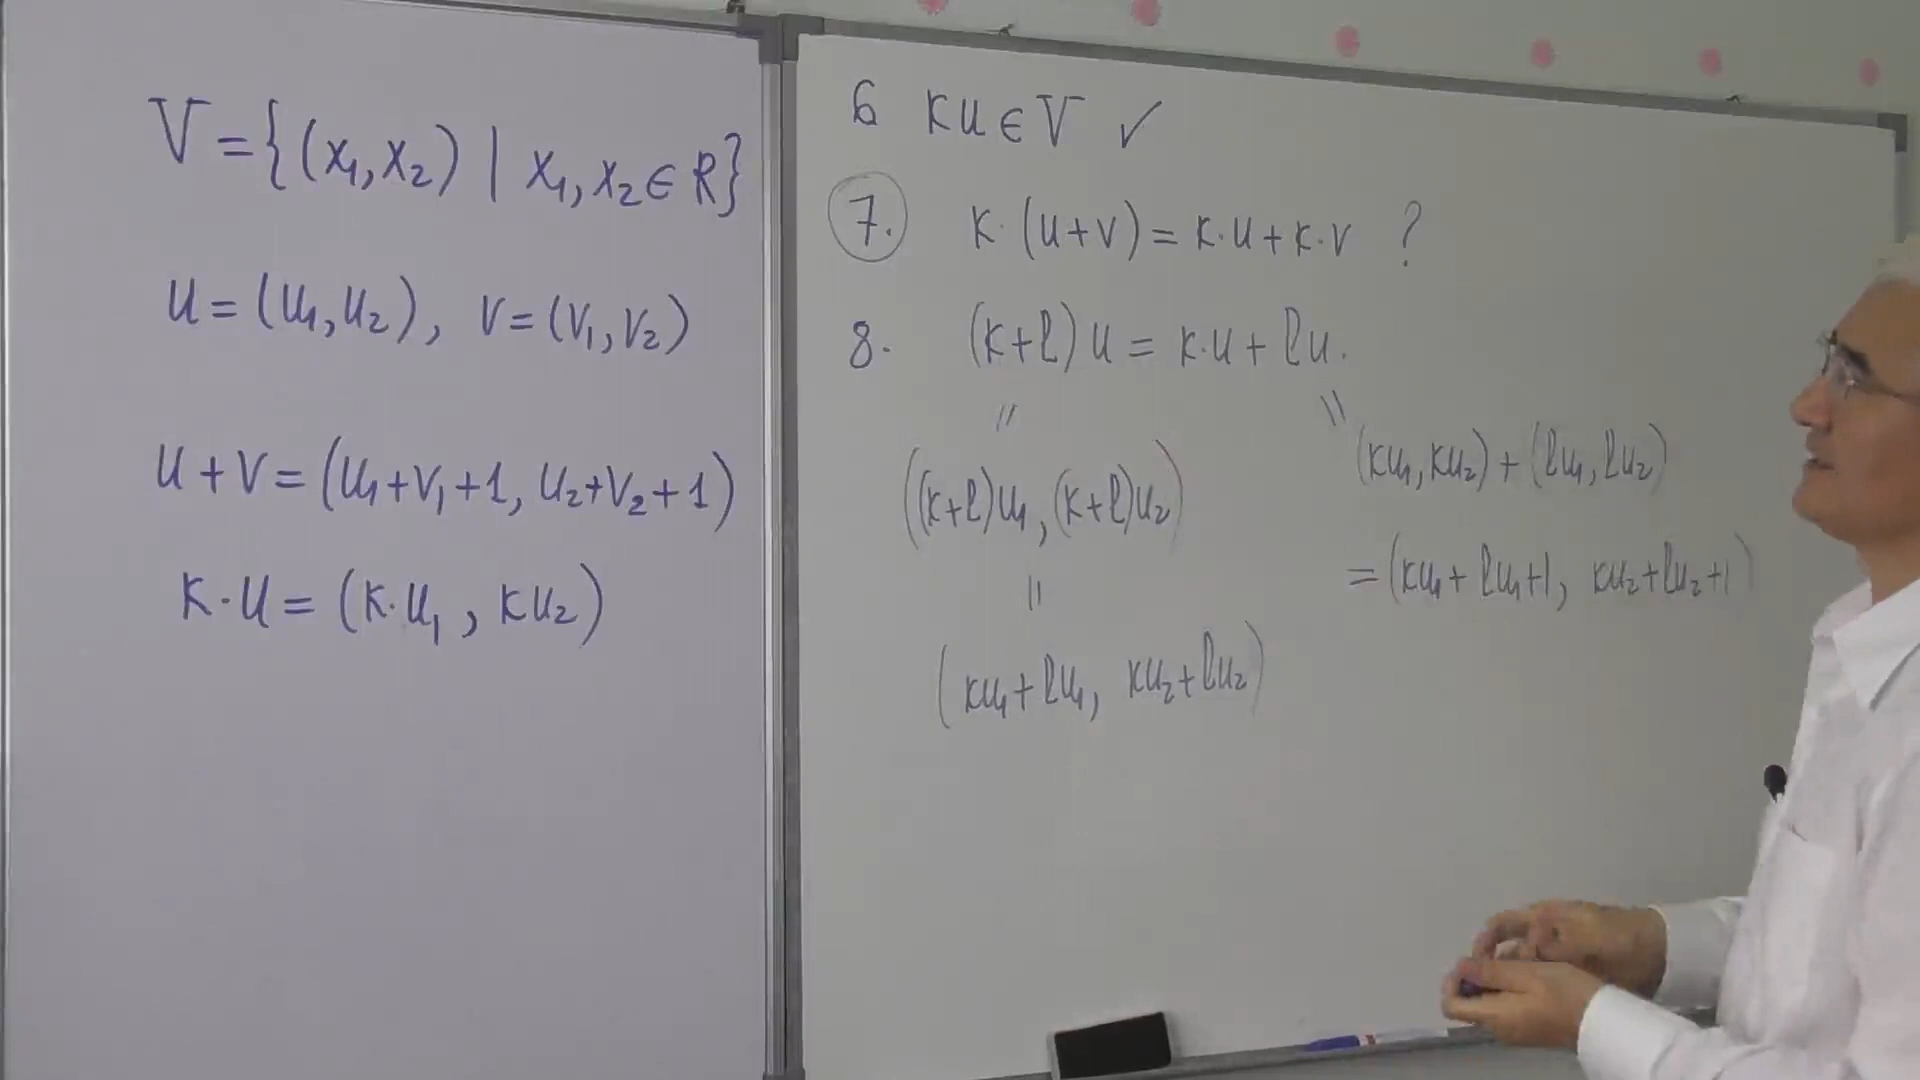 V={(x₁,x₂) | x₁,x₂∈R}
u=(u₁,u₂), v=(v₁,v₂)
u+v=(u₁+v₁+1, u₂+v₂+1)
k·u=(k·u₁, ku₂)
6 ku∈V ✓
7. k·(u+v)=k·u+k·v ?
8. (k+l)u=k·u+lu.
" \\
((k+l)u₁,(k+l)u₂) (ku₁,ku₂)+(lu₁,lu₂)
=(ku₁+lu₁+1, ku₂+lu₂+1)
||
(ku₁+lu₁, ku₂+lu₂)